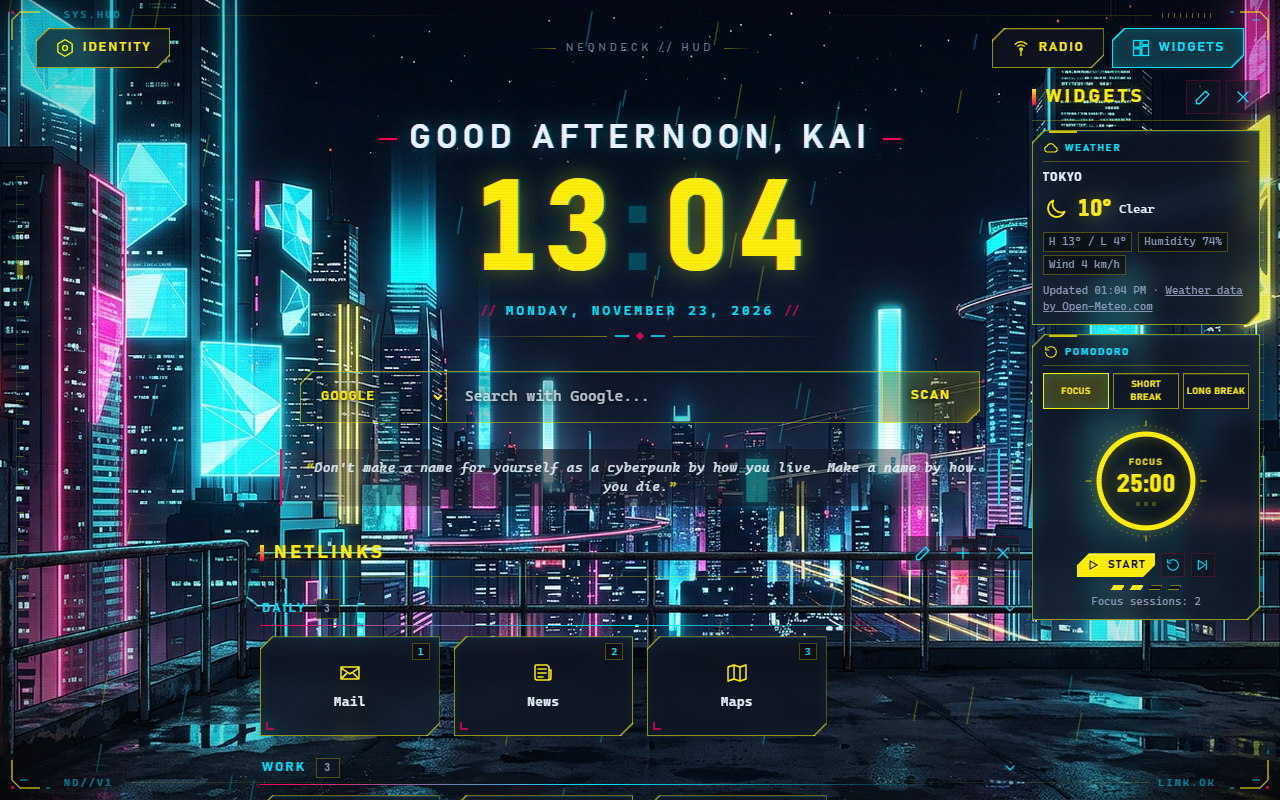 SYS.HUD
IDENTITY
NEQNDECK // HUD
RADIO
WIDGETS
WIDGETS
GOOD AFTERNOON, KAI
13:04
// MONDAY, NOVEMBER 23, 2026 //
WEATHER
TOKYO
10° Clear
H 13° / L 4°
Humidity 74%
Wind 4 km/h
Updated 01:04 PM · Weather data
by Open-Meteo.com
POMODORO
FOCUS
SHORT
BREAK
LONG BREAK
FOCUS
25:00
START
Focus sessions: 2
GOOGLE
Search with Google...
SCAN
"Don't make a name for yourself as a cyberpunk by how you live. Make a name by how
you die."
NETLINKS
DAILY 3
1
Mail
2
News
3
Maps
WORK 3
ND//V1
LINK.OK